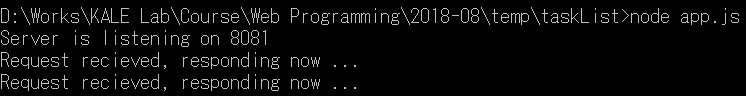 D:\Works\KALE Lab\Course\Web Programming\2018-08\temp\taskList>node app.js
Server is listening on 8081
Request recieved, responding now ...
Request recieved, responding now ...